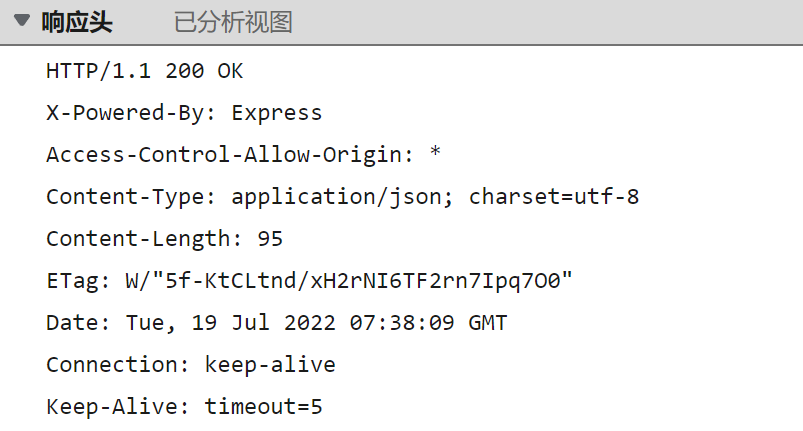 响应头 已分析视图
HTTP/1.1 200 OK
X-Powered-By: Express
Access-Control-Allow-Origin: *
Content-Type: application/json; charset=utf-8
Content-Length: 95
ETag: W/"5f-KtCLtnd/xH2rNI6TF2rn7Ipq7O0"
Date: Tue, 19 Jul 2022 07:38:09 GMT
Connection: keep-alive
Keep-Alive: timeout=5